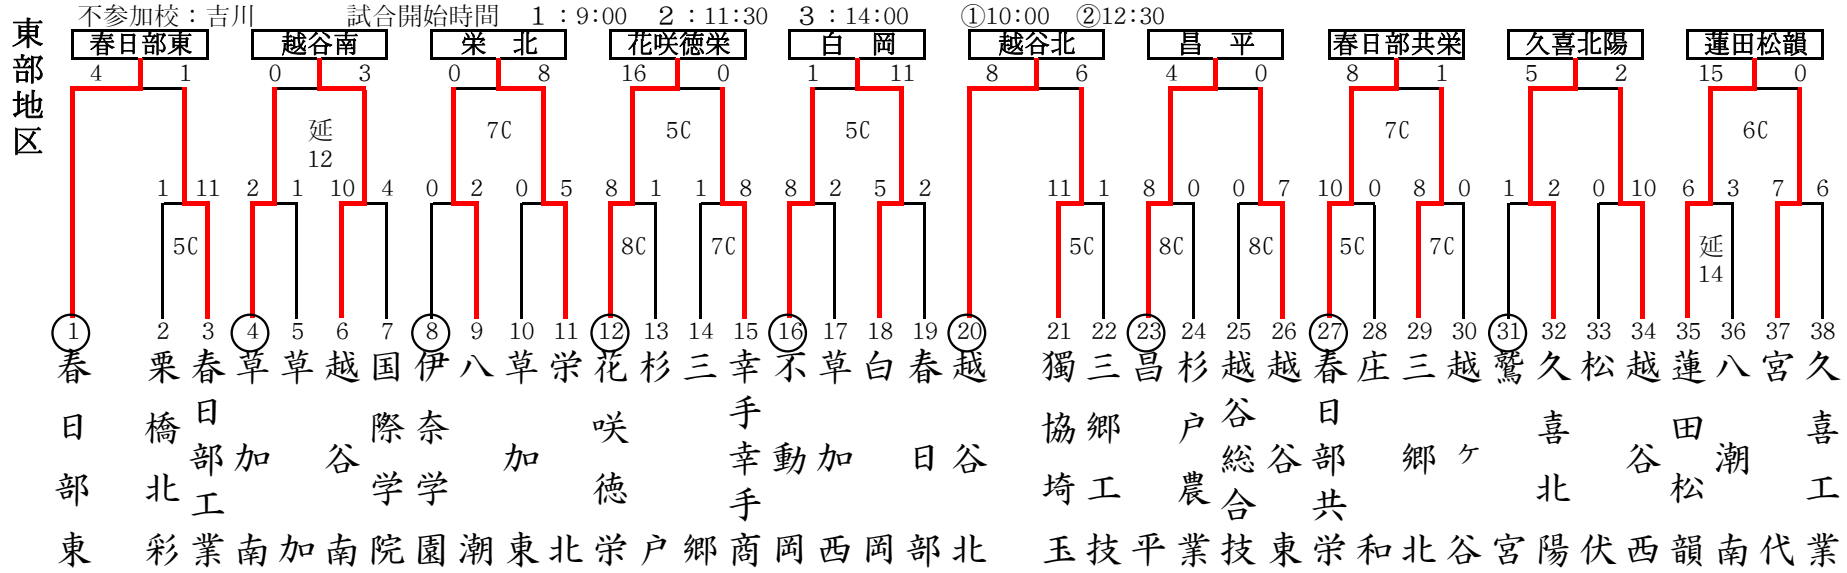 不参加校：吉川　試合開始時間　１：9:00　２：11:30　３：14:00　①10:00　②12:30
東部地区
春日部東　越谷南　栄　北　花咲徳栄　白　岡　越谷北　昌　平　春日部共栄　久喜北陽　蓮田松韻
4 1 0 3 0 8 16 0 1 11 8 6 4 0 8 1 5 2 15 0
延 7C 5C 5C 7C 6C
12
1 11 2 1 10 4 0 2 0 5 8 1 1 8 8 2 5 2 11 1 8 0 0 7 10 0 8 0 1 2 0 10 6 3 7 6
5C 8C 7C 5C 8C 8C 5C 7C 延
14
1 2 3 4 5 6 7 8 9 10 11 12 13 14 15 16 17 18 19 20 21 22 23 24 25 26 27 28 29 30 31 32 33 34 35 36 37 38
春日部東
栗橋北彩
春日部工業
草加南
草加
越谷南
国際学院
伊奈学園
八潮
草加東
栄北
花咲徳栄
杉戸
三郷
幸手幸手商
不動岡
草加西
白岡
春日部
越谷北
獨協埼玉
三郷工技
昌平
杉戸農業
越谷総合技
越谷東
春日部共栄
庄和
三郷北
越ヶ谷
鷲宮
久喜北陽
松伏
越谷西
蓮田松韻
八潮南
宮代
久喜工業